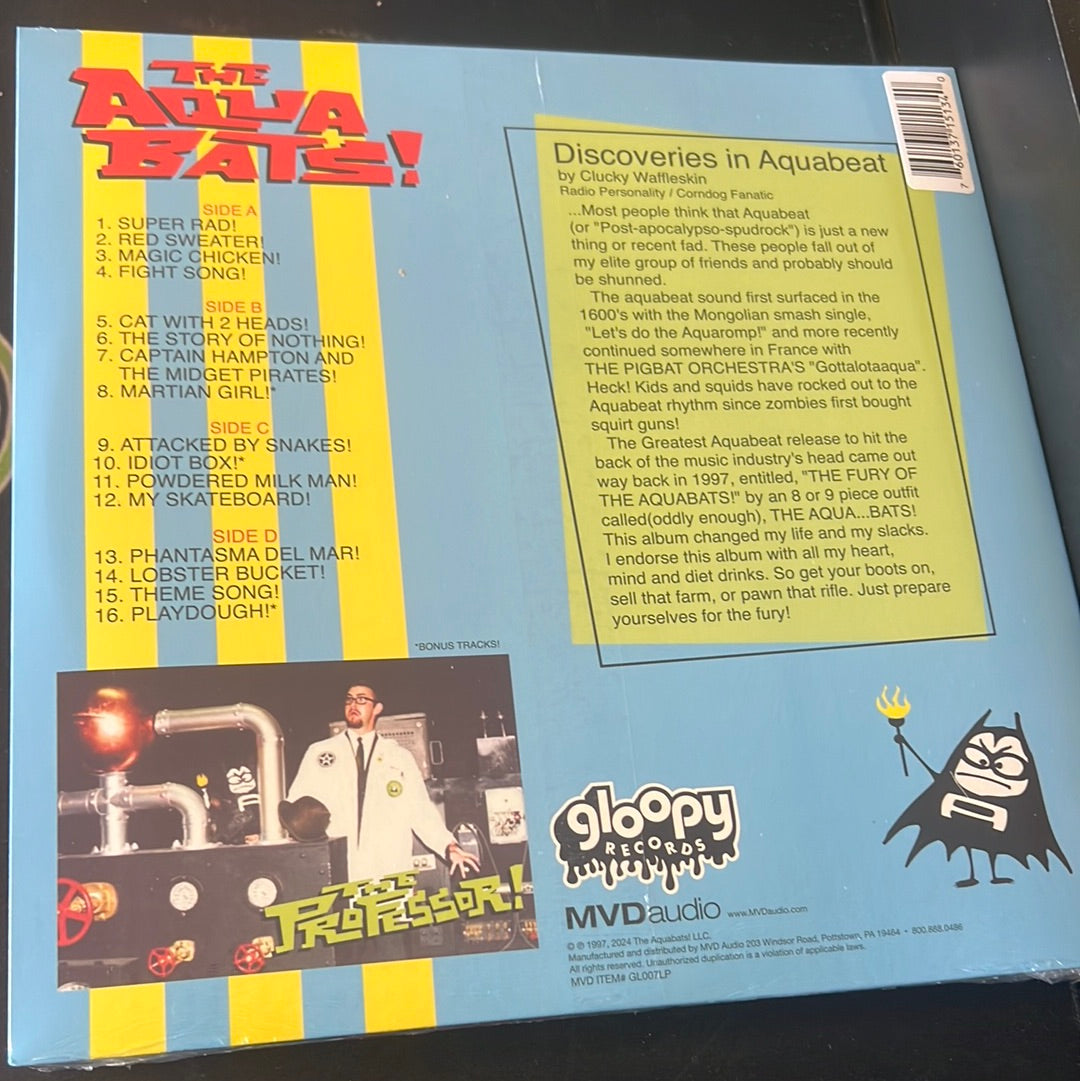 THE
AQUA
BATS!
SIDE A
1. SUPER RAD!
2. RED SWEATER!
3. MAGIC CHICKEN!
4. FIGHT SONG!
SIDE B
5. CAT WITH 2 HEADS!
6. THE STORY OF NOTHING!
7. CAPTAIN HAMPTON AND
THE MIDGET PIRATES!
8. MARTIAN GIRL!*
SIDE C
9. ATTACKED BY SNAKES!
10. IDIOT BOX!*
11. POWDERED MILK MAN!
12. MY SKATEBOARD!
SIDE D
13. PHANTASMA DEL MAR!
14. LOBSTER BUCKET!
15. THEME SONG!
16. PLAYDOUGH!*
*BONUS TRACKS!
THE
PROFESSOR!
7 60137 15134 0
Discoveries in Aquabeat
by Clucky Waffleskin
Radio Personality / Corndog Fanatic
...Most people think that Aquabeat
(or "Post-apocalypso-spudrock") is just a new
thing or recent fad. These people fall out of
my elite group of friends and probably should
be shunned.
The aquabeat sound first surfaced in the
1600's with the Mongolian smash single,
"Let's do the Aquaromp!" and more recently
continued somewhere in France with
THE PIGBAT ORCHESTRA'S "Gottalotaaqua".
Heck! Kids and squids have rocked out to the
Aquabeat rhythm since zombies first bought
squirt guns!
The Greatest Aquabeat release to hit the
back of the music industry's head came out
way back in 1997, entitled, "THE FURY OF
THE AQUABATS!" by an 8 or 9 piece outfit
called(oddly enough), THE AQUA...BATS!
This album changed my life and my slacks.
I endorse this album with all my heart,
mind and diet drinks. So get your boots on,
sell that farm, or pawn that rifle. Just prepare
yourselves for the fury!
gloopy
RECORDS
MVDaudio www.MVDaudio.com
© ℗ 1997, 2024 The Aquabats! LLC.
Manufactured and distributed by MVD Audio 203 Windsor Road, Pottstown, PA 19464 • 800.888.0486
All rights reserved. Unauthorized duplication is a violation of applicable laws.
MVD ITEM# GL007LP